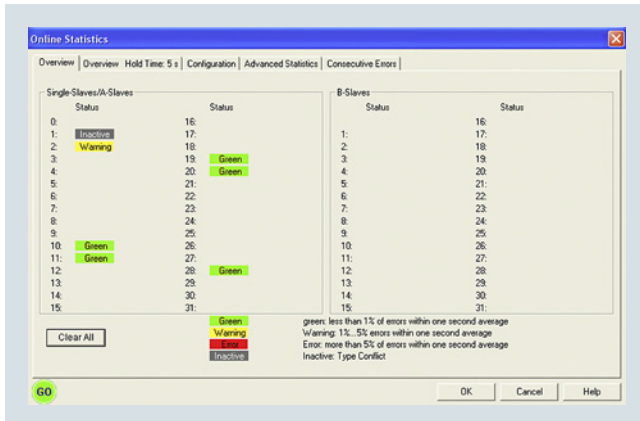 Online Statistics
Overview Overview Hold Time: 5 s Configuration Advanced Statistics Consecutive Errors
Single-Slaves/A-Slaves B-Slaves
Status Status Status Status
0: 16: 16:
1: Inactive 17: 1: 17:
2: Warning 18: 2: 18:
3: 19: Green 3: 19:
4: 20: Green 4: 20:
5: 21: 5: 21:
6: 22: 6: 22:
7: 23: 7: 23:
8: 24: 8: 24:
9: 25: 9: 25:
10: Green 26: 10: 26:
11: Green 27: 11: 27:
12: 28: Green 12: 28:
13: 29: 13: 29:
14: 30: 14: 30:
15: 31: 15: 31:
Green green: less than 1% of errors within one second average
Clear All Warning Warning: 1%...5% errors within one second average
Error Error: more than 5% of errors within one second average
Inactive Inactive: Type Conflict
GO OK Cancel Help